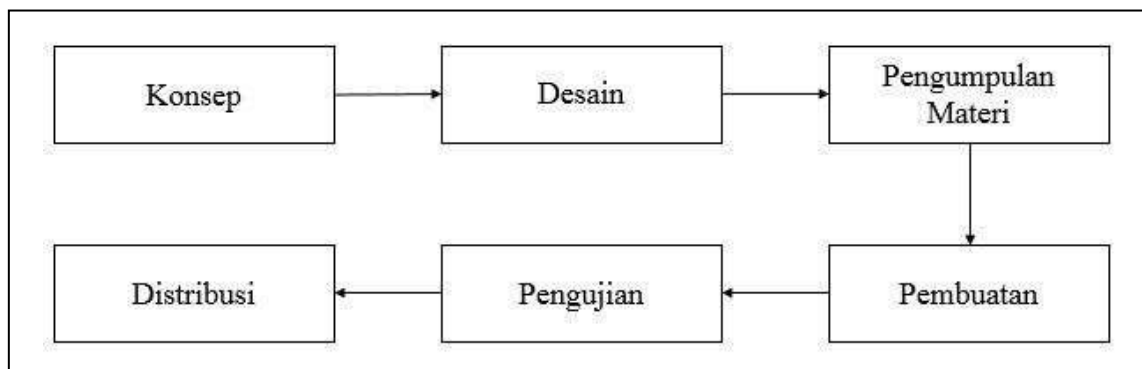 Konsep
Desain
Pengumpulan
Materi
Pembuatan
Pengujian
Distribusi